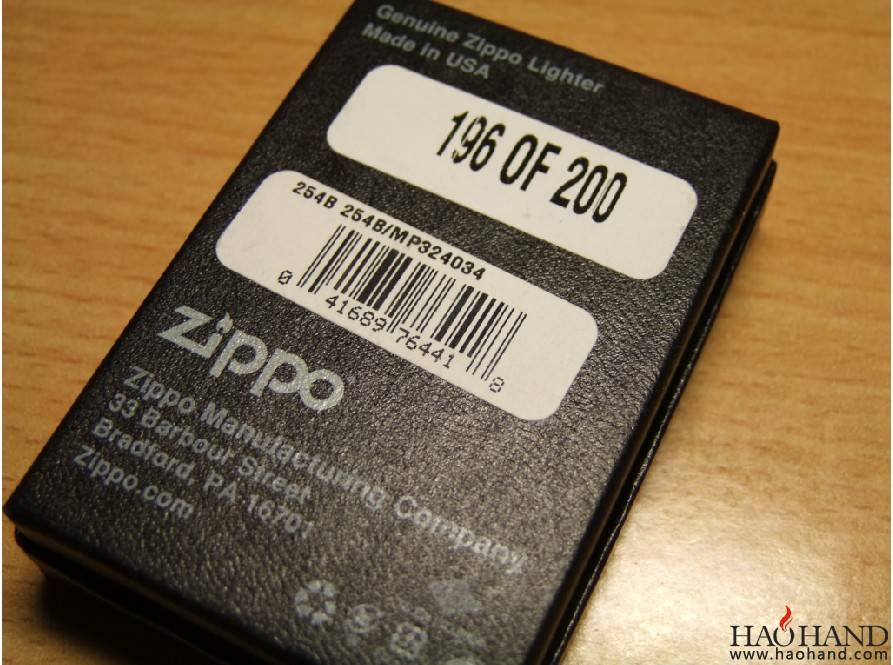 Genuine Zippo Lighter
Made in USA
196 OF 200
254B 254B/MP324034
0 41689 76441 8
Zippo
Zippo Manufacturing Company
33 Barbour Street
Bradford, PA 16701
Zippo.com
HAOHAND
www.haohand.com